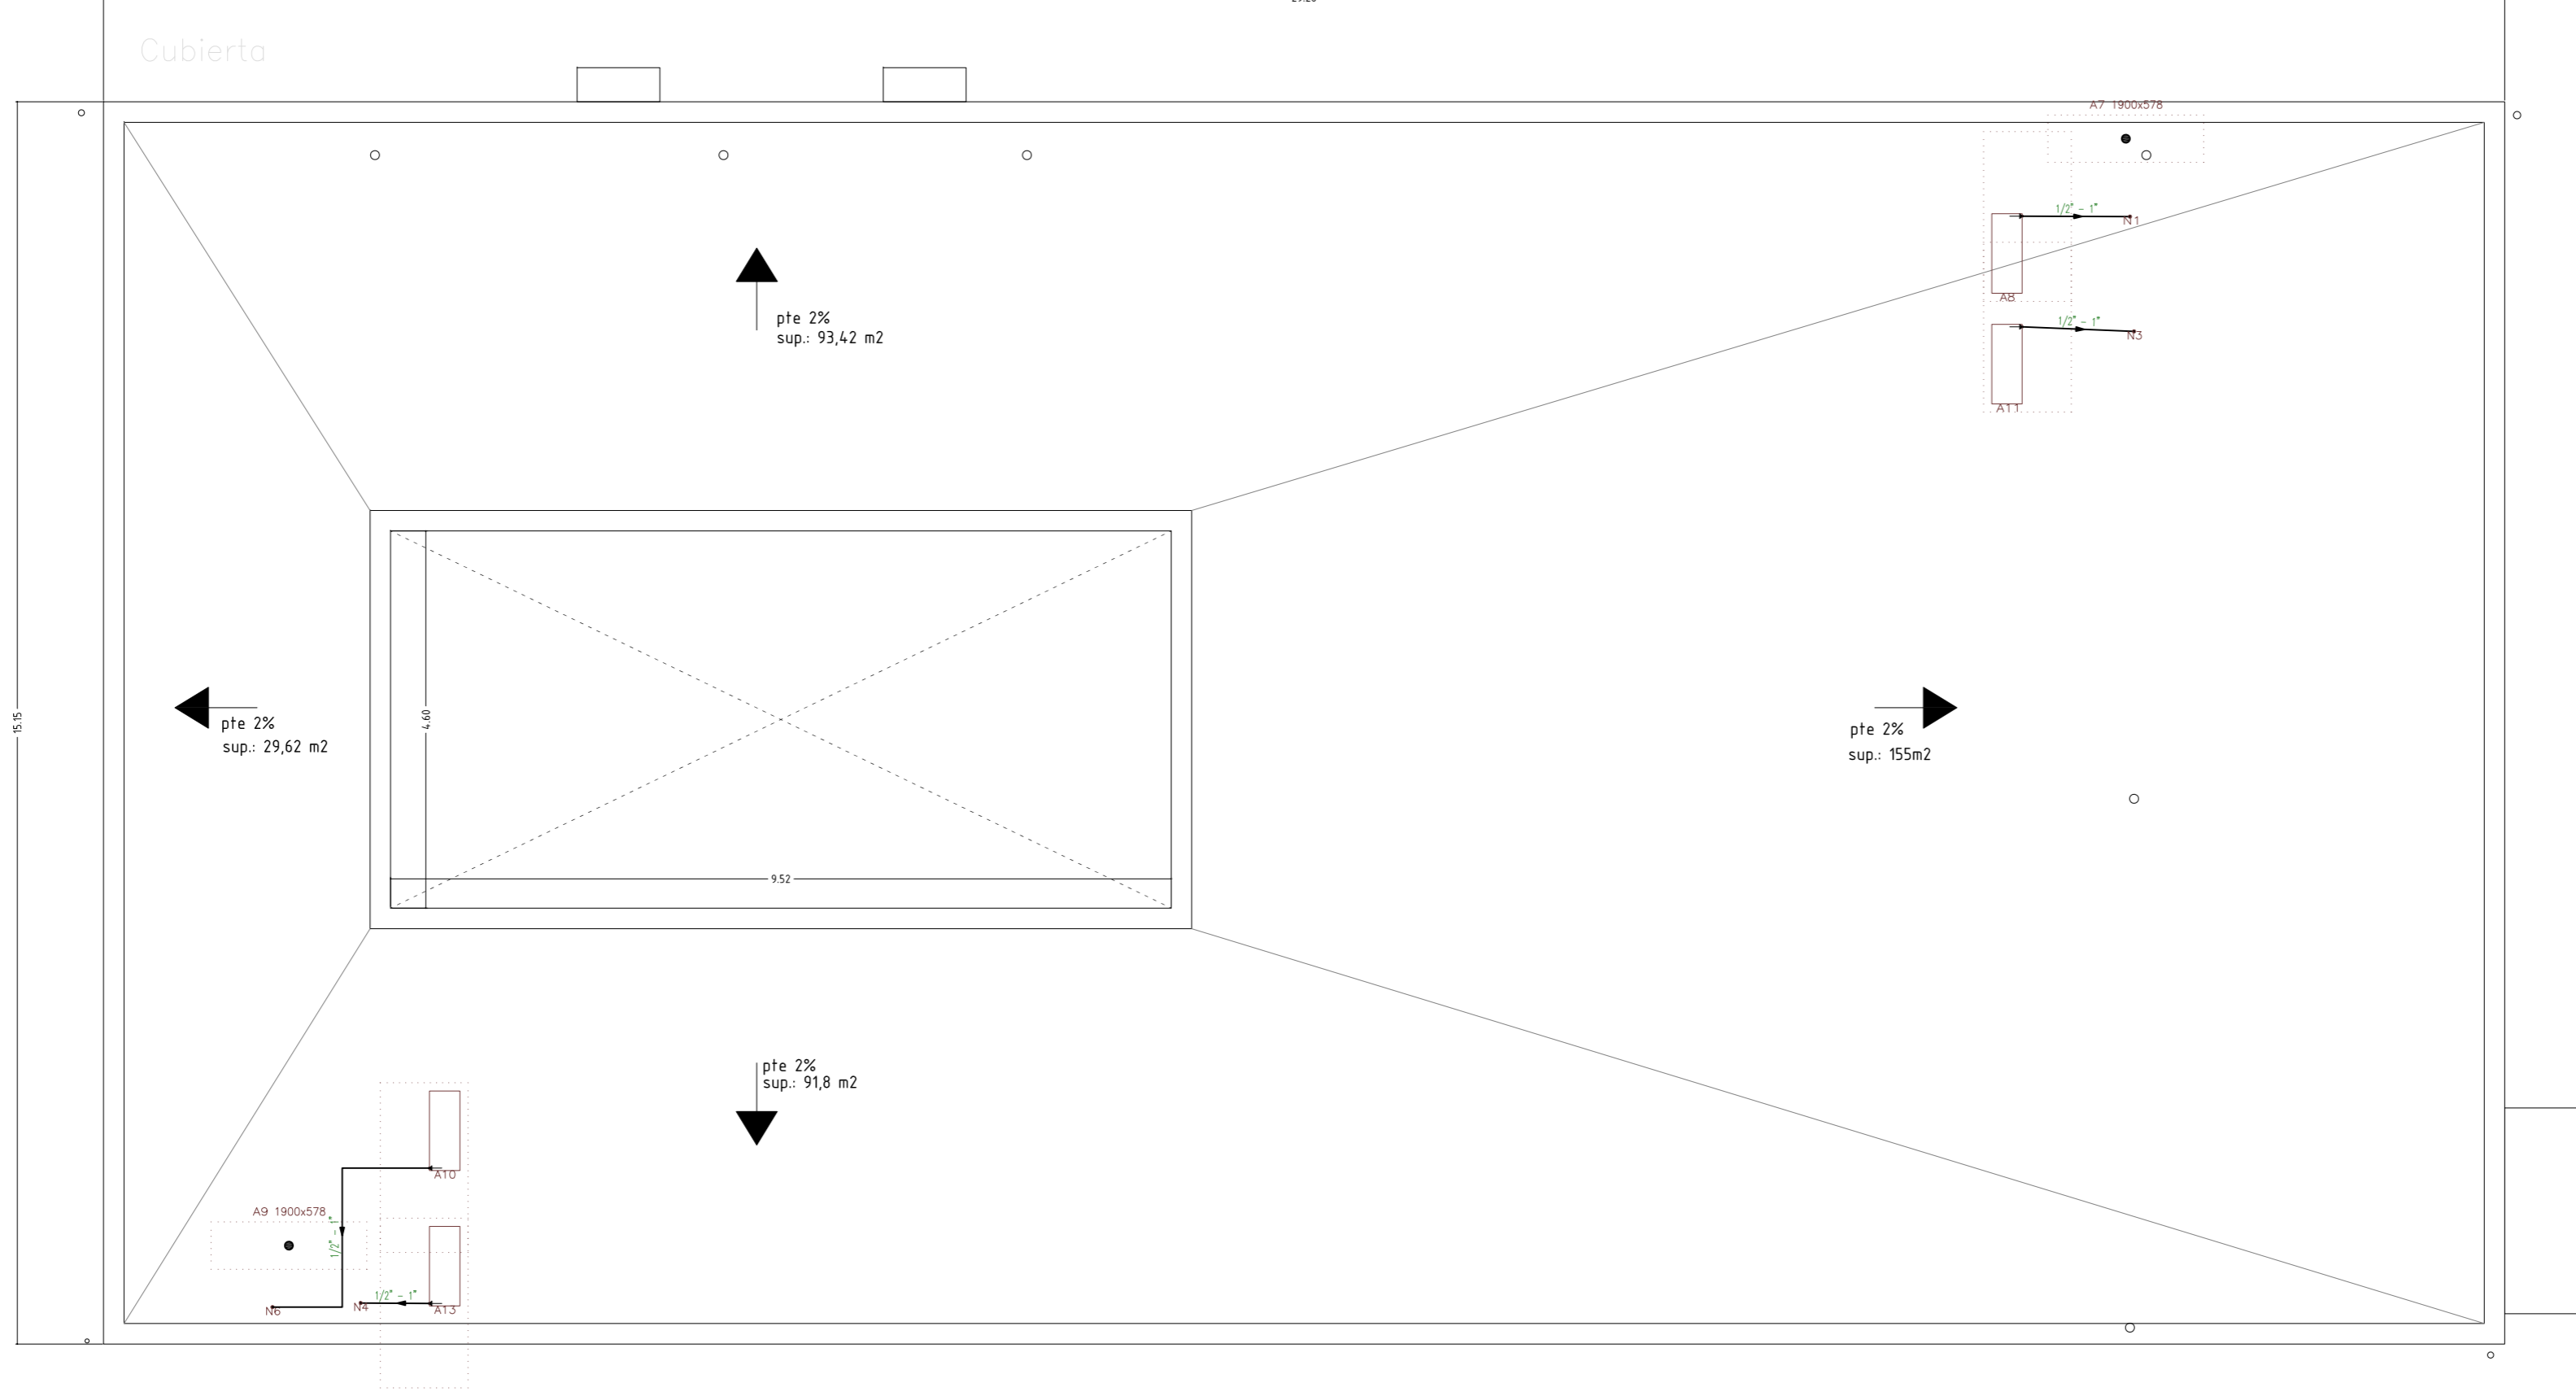 Cubierta
A7 1900x578
1/2" - 1"
N1
A8
1/2" - 1"
N3
A11
pte 2%
sup.: 93,42 m2
15.15
4.60
pte 2%
sup.: 29,62 m2
pte 2%
sup.: 155m2
9.52
pte 2%
sup.: 91,8 m2
A10
A9 1900x578
1/2" - 1"
1/2" - 1"
N6
N4
A13